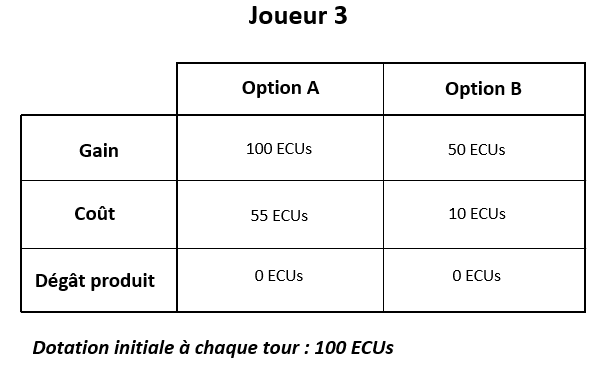 Joueur 3
Option A Option B
Gain 100 ECUs 50 ECUs
Coût 55 ECUs 10 ECUs
Dégât produit 0 ECUs 0 ECUs
Dotation initiale à chaque tour : 100 ECUs